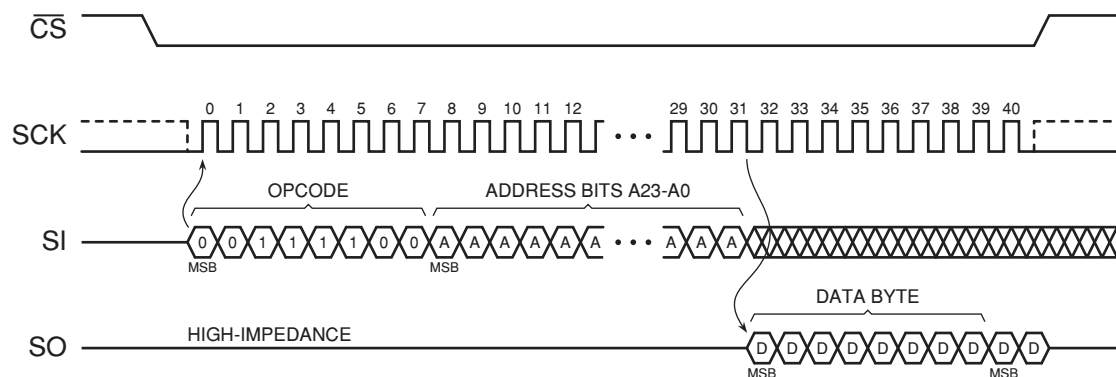 CS
SCK
0 1 2 3 4 5 6 7 8 9 10 11 12 29 30 31 32 33 34 35 36 37 38 39 40
OPCODE
ADDRESS BITS A23-A0
SI
0 0 1 1 1 1 0 0 A A A A A A • • • A A A
MSB MSB
DATA BYTE
SO
HIGH-IMPEDANCE
D D D D D D D D D D
MSB MSB